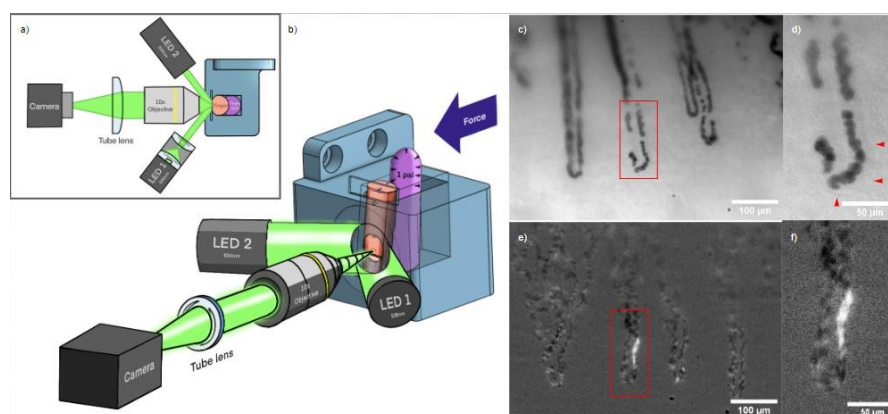 a)
LED 2
Camera
10x
Objective
Tube lens
LED 1
b)
Force
1 psi
LED 2
10x
Objective
LED 1
Tube lens
Camera
c)
100 µm
d)
50 µm
e)
100 µm
f)
50 µm